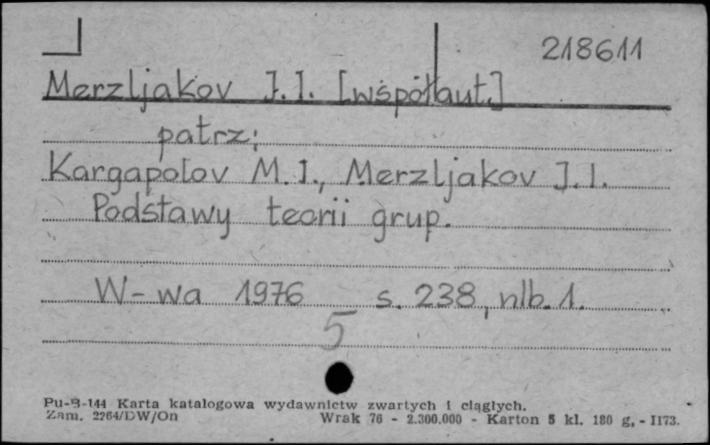 218611
Merzljakov J.I. [współaut.]
patrz:
Kargapolov M.I., Merzljakov J.I.
Podstawy teorii grup.
W-wa 1976 s. 238, nlb. 1.
5
Pu-B-144 Karta katalogowa wydawnictw zwartych i ciągłych.
Zam. 2264/DW/On Wrak 76 - 2.300.000 - Karton 5 kl. 180 g. - II73.